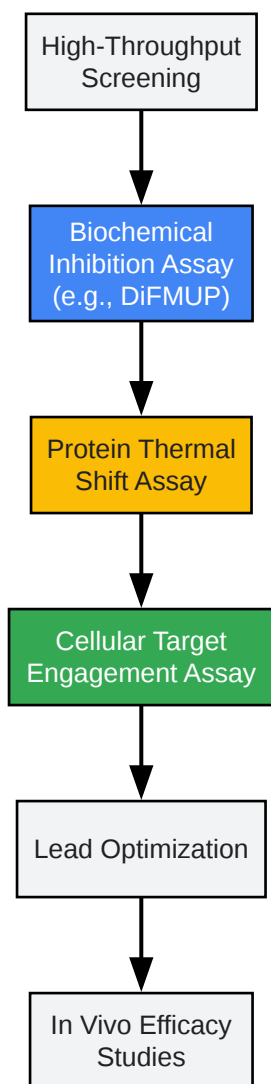 High-Throughput
Screening
Biochemical
Inhibition Assay
(e.g., DiFMUP)
Protein Thermal
Shift Assay
Cellular Target
Engagement Assay
Lead Optimization
In Vivo Efficacy
Studies